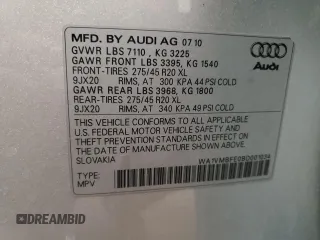 MFD. BY AUDI AG 07 10
GVWR LBS 7110 , KG 3225
GAWR FRONT LBS 3395, KG 1540
FRONT-TIRES 275/45 R20 XL
9JX20 RIMS, AT 300 KPA 44 PSI COLD
GAWR REAR LBS 3968, KG 1800
REAR-TIRES 275/45 R20 XL
9JX20 RIMS, AT 340 KPA 49 PSI COLD
Audi
THIS VEHICLE CONFORMS TO ALL APPLICABLE
FEDERAL MOTOR VEHICLE SAFETY AND
THEFT PREVENTION STANDARDS IN EFFECT ON
THE DATE OF MANUFACTURE SHOWN ABOVE.
SLOVAKIA
WA1VMBFE0BD001034
TYPE:
MPV
DREAMBID